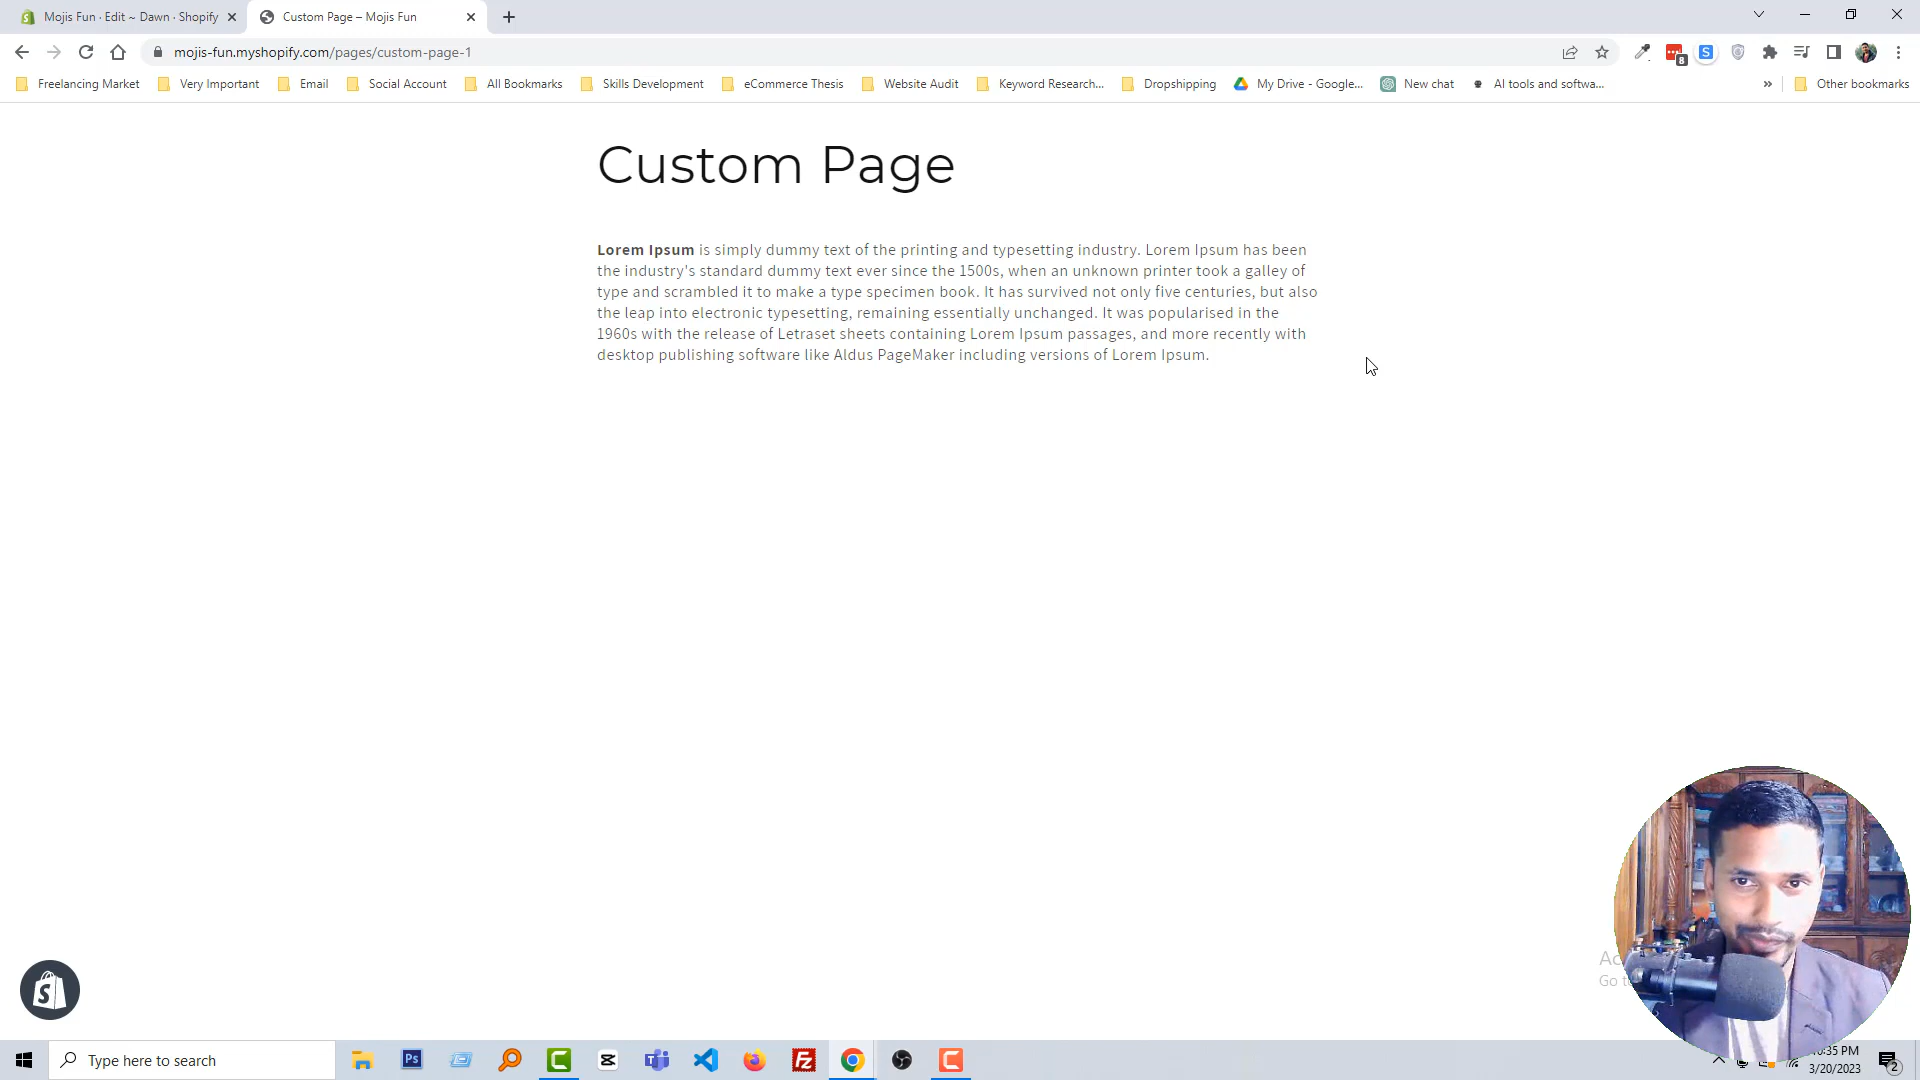 Mojis Fun · Edit ~ Dawn · Shopify
Custom Page – Mojis Fun
mojis-fun.myshopify.com/pages/custom-page-1
8
Freelancing Market
Very Important
Email
Social Account
All Bookmarks
Skills Development
eCommerce Thesis
Website Audit
Keyword Research...
Dropshipping
My Drive - Google...
New chat
AI tools and softwa...
»
Other bookmarks
Custom Page
Lorem Ipsum is simply dummy text of the printing and typesetting industry. Lorem Ipsum has been
the industry's standard dummy text ever since the 1500s, when an unknown printer took a galley of
type and scrambled it to make a type specimen book. It has survived not only five centuries, but also
the leap into electronic typesetting, remaining essentially unchanged. It was popularised in the
1960s with the release of Letraset sheets containing Lorem Ipsum passages, and more recently with
desktop publishing software like Aldus PageMaker including versions of Lorem Ipsum.
Type here to search
Ps
Fz
:35 PM
3/20/2023
2